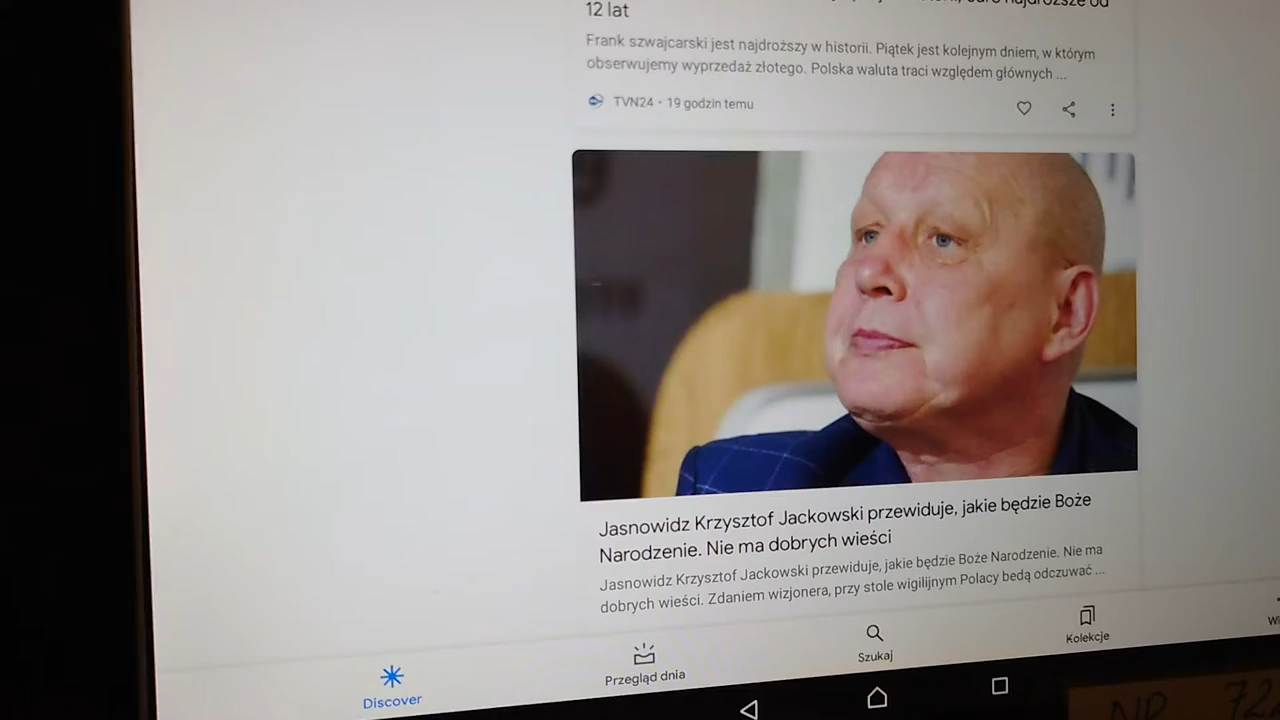 najdroższe od
12 lat
Frank szwajcarski jest najdroższy w historii. Piątek jest kolejnym dniem, w którym
obserwujemy wyprzedaż złotego. Polska waluta traci względem głównych ...
TVN24 • 19 godzin temu
Jasnowidz Krzysztof Jackowski przewiduje, jakie będzie Boże
Narodzenie. Nie ma dobrych wieści
Jasnowidz Krzysztof Jackowski przewiduje, jakie będzie Boże Narodzenie. Nie ma
dobrych wieści. Zdaniem wizjonera, przy stole wigilijnym Polacy bedą odczuwać ...
Discover
Przegląd dnia
Szukaj
Kolekcje